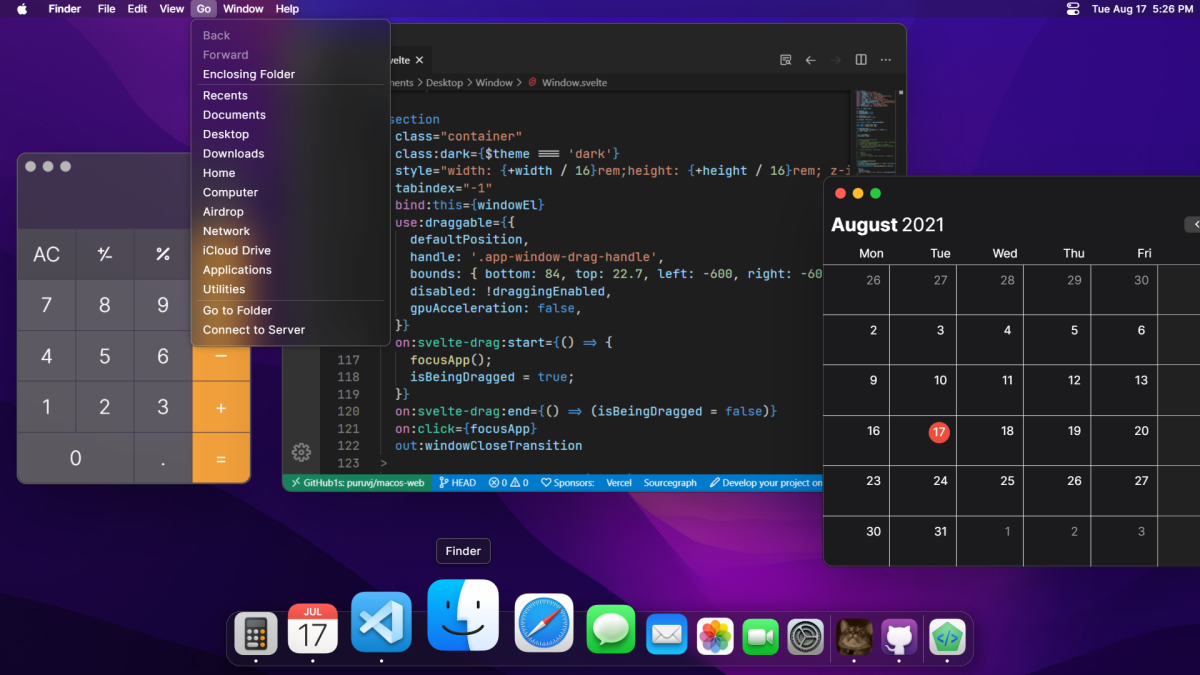 Finder File Edit View Go Window Help
Tue Aug 17 5:26 PM
Back
Forward
Enclosing Folder
Recents
Documents
Desktop
Downloads
Home
Computer
Airdrop
Network
iCloud Drive
Applications
Utilities
Go to Folder
Connect to Server
AC +⁄- %
7 8 9
4 5 6 −
1 2 3 +
0 . =
Desktop > Window > Window.svelte
section
class="container"
class:dark={$theme === 'dark'}
style="width: {+width / 16}rem;height: {+height / 16}rem; z-i
tabindex="-1"
bind:this={windowEl}
use:draggable={{
defaultPosition,
handle: '.app-window-drag-handle',
bounds: { bottom: 84, top: 22.7, left: -600, right: -60
disabled: !draggingEnabled,
gpuAcceleration: false,
}}
on:svelte-drag:start={() => {
117 focusApp();
118 isBeingDragged = true;
119 }}
120 on:svelte-drag:end={() => (isBeingDragged = false)}
121 on:click={focusApp}
122 out:windowCloseTransition
123 >
GitHub1s: puruvj/macos-web HEAD 0 0 Sponsors: Vercel Sourcegraph Develop your project on
August 2021
Mon Tue Wed Thu Fri
26 27 28 29 30
2 3 4 5 6
9 10 11 12 13
16 17 18 19 20
23 24 25 26 27
30 31 1 2 3
Finder
JUL
17